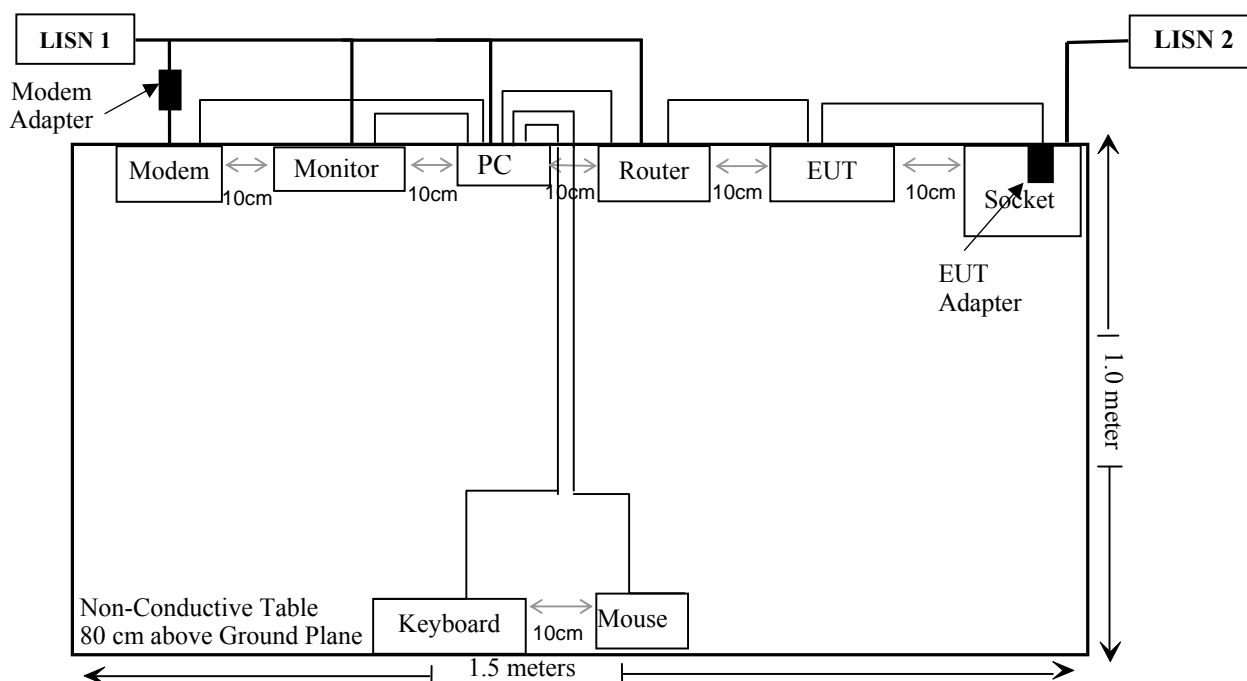 LISN 1
LISN 2
Modem
Adapter
Modem
Monitor
PC
Router
EUT
Socket
10cm
10cm
10cm
10cm
10cm
EUT
Adapter
1.0 meter
Non-Conductive Table
80 cm above Ground Plane
Keyboard
10cm
Mouse
1.5 meters